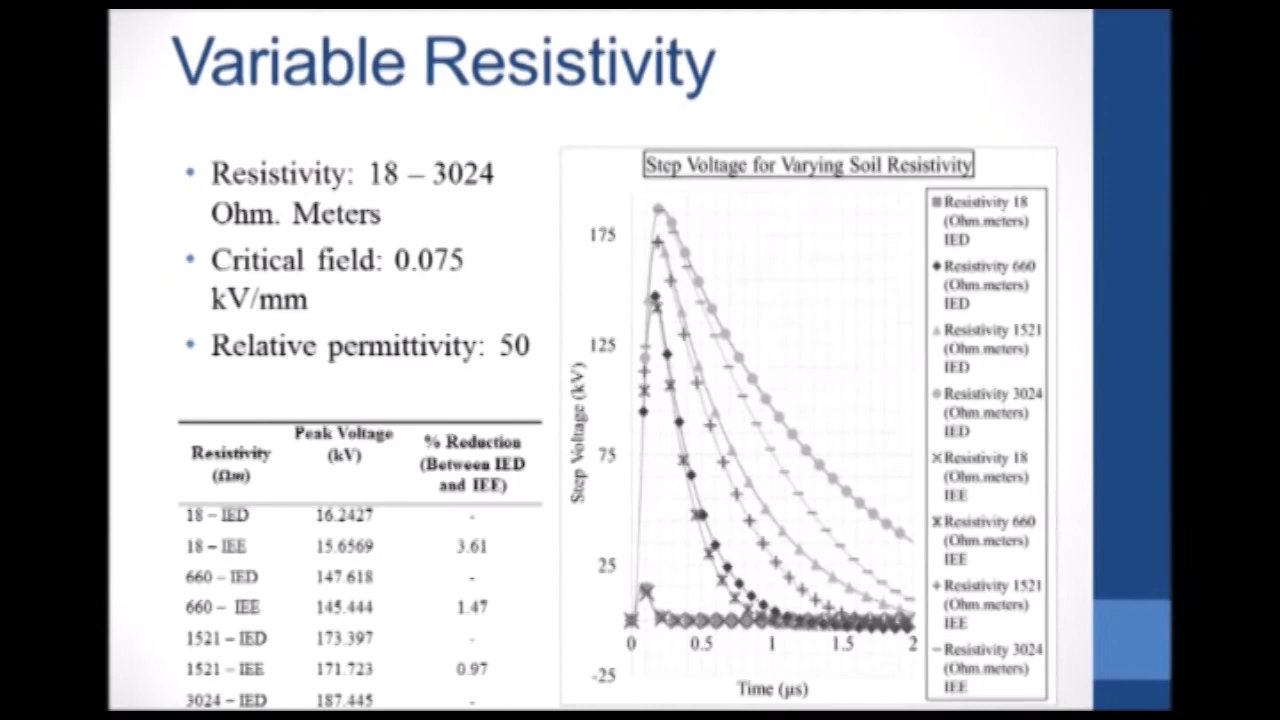 Variable Resistivity
• Resistivity: 18 – 3024
Ohm. Meters
• Critical field: 0.075
kV/mm
• Relative permittivity: 50
Resistivity
(Ωm)
Peak Voltage
(kV)
% Reduction
(Between IED
and IEE)
18 – IED 16.2427 -
18 – IEE 15.6569 3.61
660 – IED 147.618 -
660 – IEE 145.444 1.47
1521 – IED 173.397 -
1521 – IEE 171.723 0.97
3024 – IED 187.445 -
Step Voltage for Varying Soil Resistivity
Step Voltage (kV)
175
125
75
25
-25
0 0.5 1 1.5 2
Time (µs)
Resistivity 18
(Ohm.meters)
IED
Resistivity 660
(Ohm.meters)
IED
Resistivity 1521
(Ohm.meters)
IED
Resistivity 3024
(Ohm.meters)
IED
Resistivity 18
(Ohm.meters)
IEE
Resistivity 660
(Ohm.meters)
IEE
Resistivity 1521
(Ohm.meters)
IEE
Resistivity 3024
(Ohm.meters)
IEE